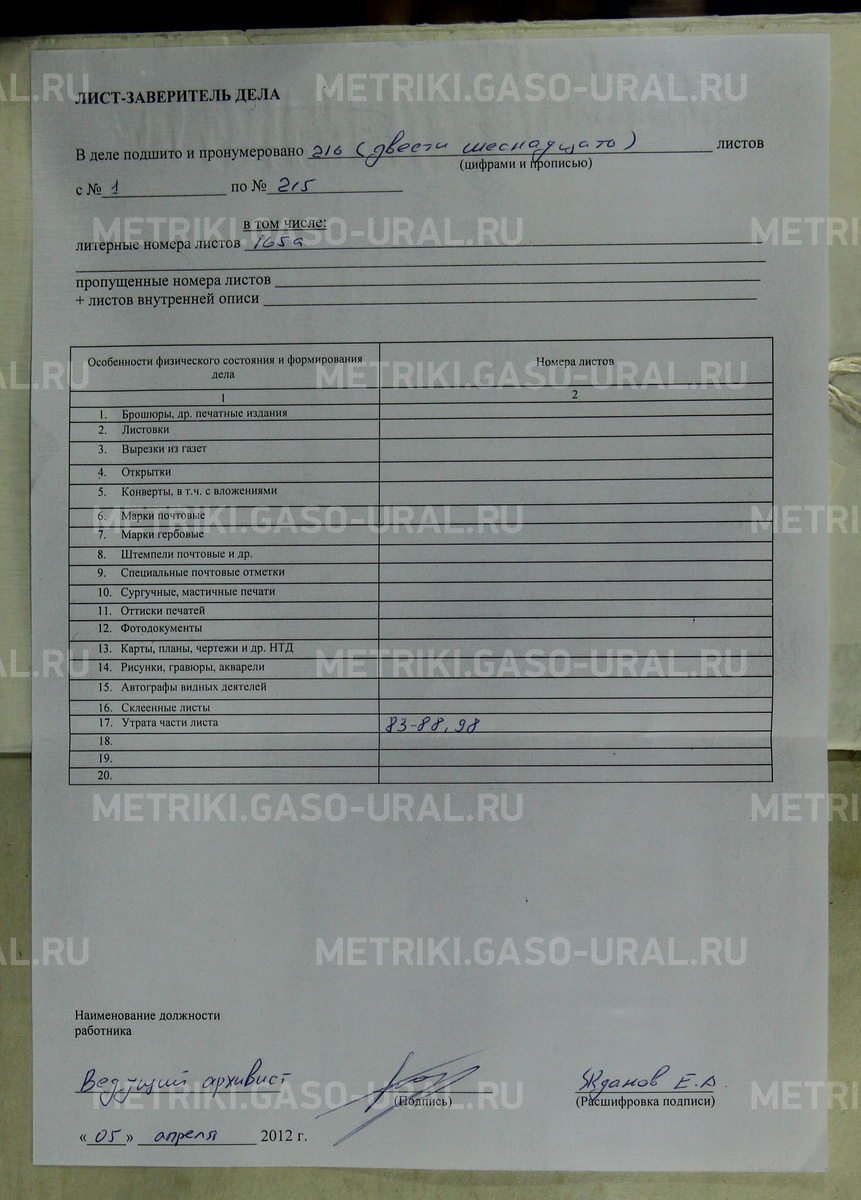 ЛИСТ-ЗАВЕРИТЕЛЬ ДЕЛА
В деле подшито и пронумеровано 216 (двести шеснадцато) листов
(цифрами и прописью)
с № 1 по № 215
в том числе:
литерные номера листов 165а
пропущенные номера листов
+ листов внутренней описи
Особенности физического состояния и формирования Номера листов
дела
1 2
1. Брошюры, др. печатные издания
2. Листовки
3. Вырезки из газет
4. Открытки
5. Конверты, в т.ч. с вложениями
6. Марки почтовые
7. Марки гербовые
8. Штемпели почтовые и др.
9. Специальные почтовые отметки
10. Сургучные, мастичные печати
11. Оттиски печатей
12. Фотодокументы
13. Карты, планы, чертежи и др. НТД
14. Рисунки, гравюры, акварели
15. Автографы видных деятелей
16. Склеенные листы
17. Утрата части листа 83-88, 98
18.
19.
20.
Наименование должности
работника
Ведущий архивист Жданов Е.А.
(Подпись) (Расшифровка подписи)
«05» апреля 2012 г.
METRIKI.GASO-URAL.RU